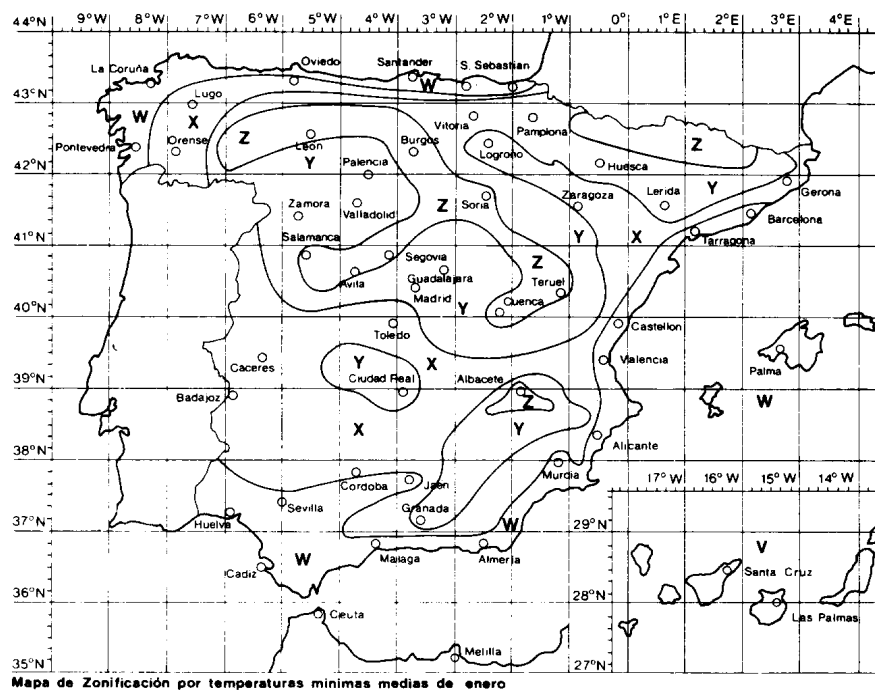 44°N
9°W 8°W 7°W 6°W 5°W 4°W 3°W 2°W 1°W 0° 1°E 2°E 3°E 4°E
Oviedo Santander S. Sebastián
La Coruña
W
43°N
Lugo
W X
Vitoria Pamplona
Pontevedra Orense Z León Burgos Logroño Z
42°N
Y Palencia Huesca
Y
Zamora Valladolid Z Soria Zaragoza Lerida Gerona
Barcelona
41°N
Salamanca Y X Tarragona
Segovia
Avila Guadalajara Z
Madrid Teruel
40°N
Y Cuenca
Toledo Castellon
Caceres Y X Valencia
39°N
Ciudad Real Albacete Palma
Badajoz Z W
X Y
Alicante
38°N
Cordoba Jaén Murcia
17°W 16°W 15°W 14°W
Sevilla Granada
37°N
Huelva W 29°N
W V
Cadiz Malaga Almería Santa Cruz
36°N
28°N
Ceuta Las Palmas
Melilla
35°N
27°N
Mapa de Zonificación por temperaturas minimas medias de enero